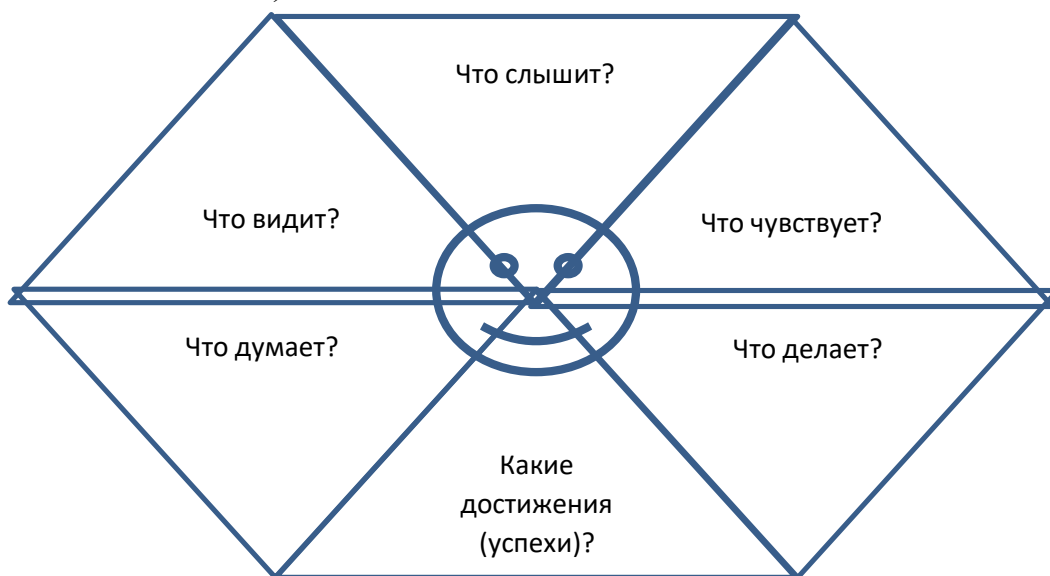 Что слышит?
Что видит?
Что чувствует?
Что думает?
Что делает?
Какие
достижения
(успехи)?